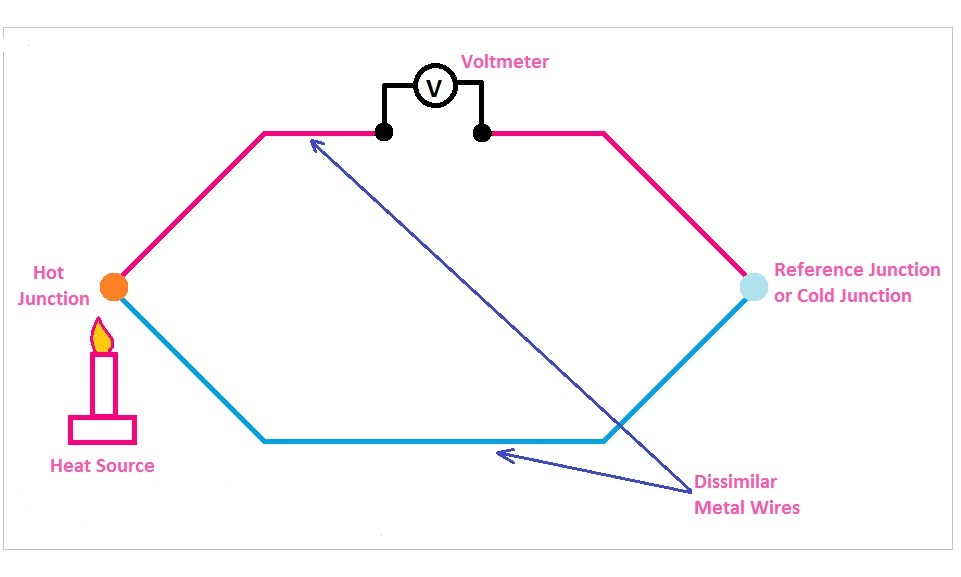 Voltmeter
V
Hot
Junction
Reference Junction
or Cold Junction
Heat Source
Dissimilar
Metal Wires